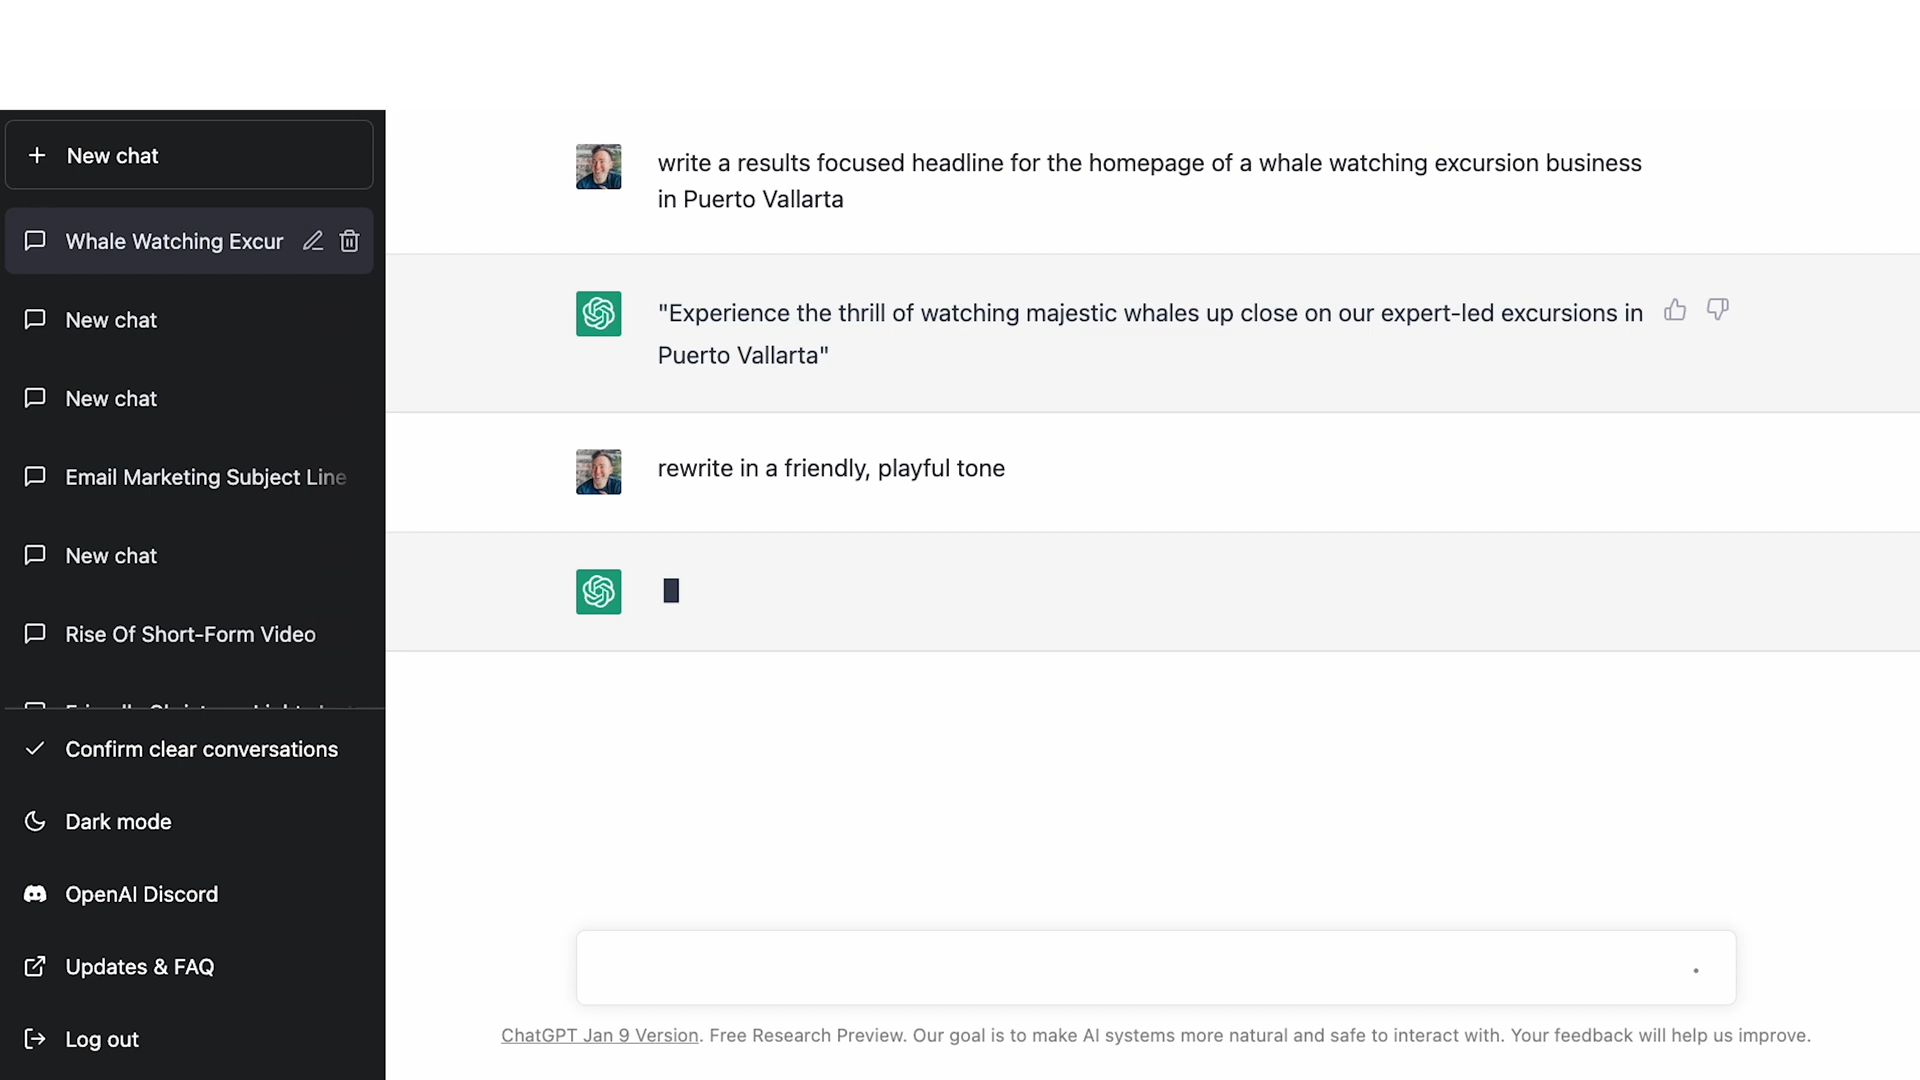 New chat
Whale Watching Excur
New chat
New chat
Email Marketing Subject Line
New chat
Rise Of Short-Form Video
Confirm clear conversations
Dark mode
OpenAI Discord
Updates & FAQ
Log out
write a results focused headline for the homepage of a whale watching excursion business
in Puerto Vallarta
"Experience the thrill of watching majestic whales up close on our expert-led excursions in
Puerto Vallarta"
rewrite in a friendly, playful tone
ChatGPT Jan 9 Version. Free Research Preview. Our goal is to make AI systems more natural and safe to interact with. Your feedback will help us improve.